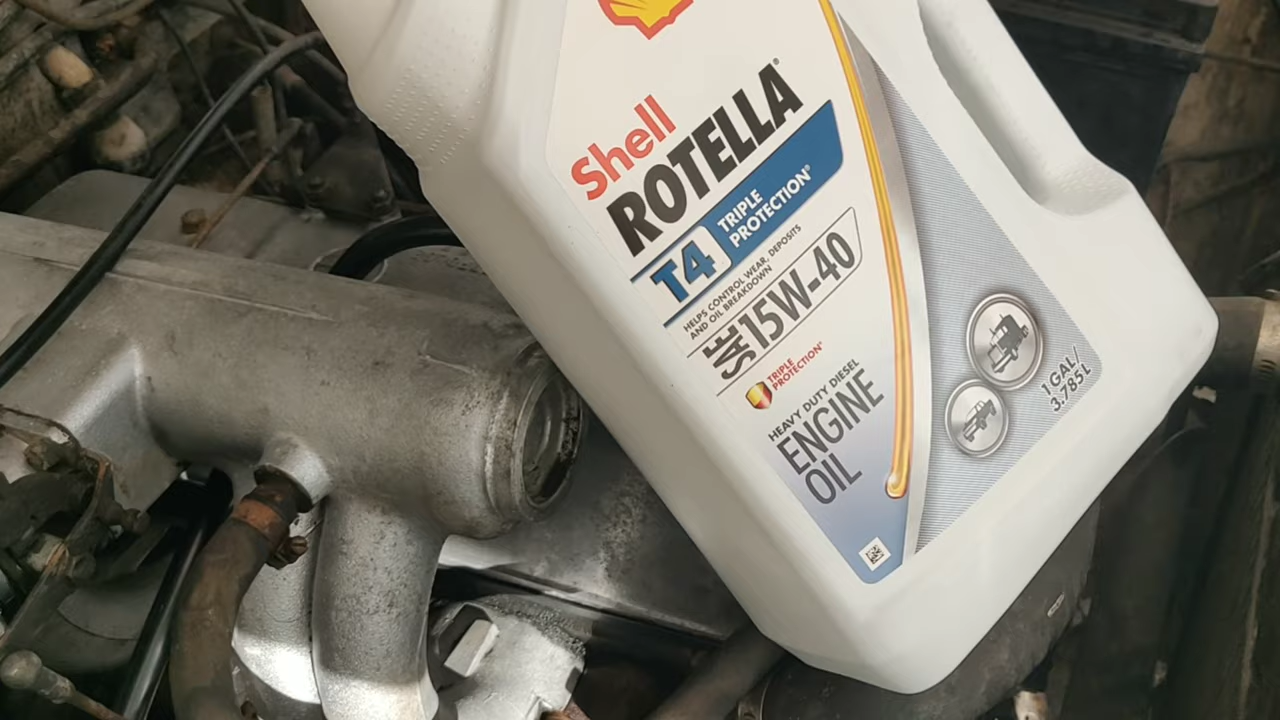 Shell
ROTELLA®
T4 TRIPLE
PROTECTION®
HELPS CONTROL WEAR, DEPOSITS
AND OIL BREAKDOWN
SAE 15W-40
TRIPLE
PROTECTION®
HEAVY DUTY DIESEL
ENGINE
OIL
1 GAL/
3.785L